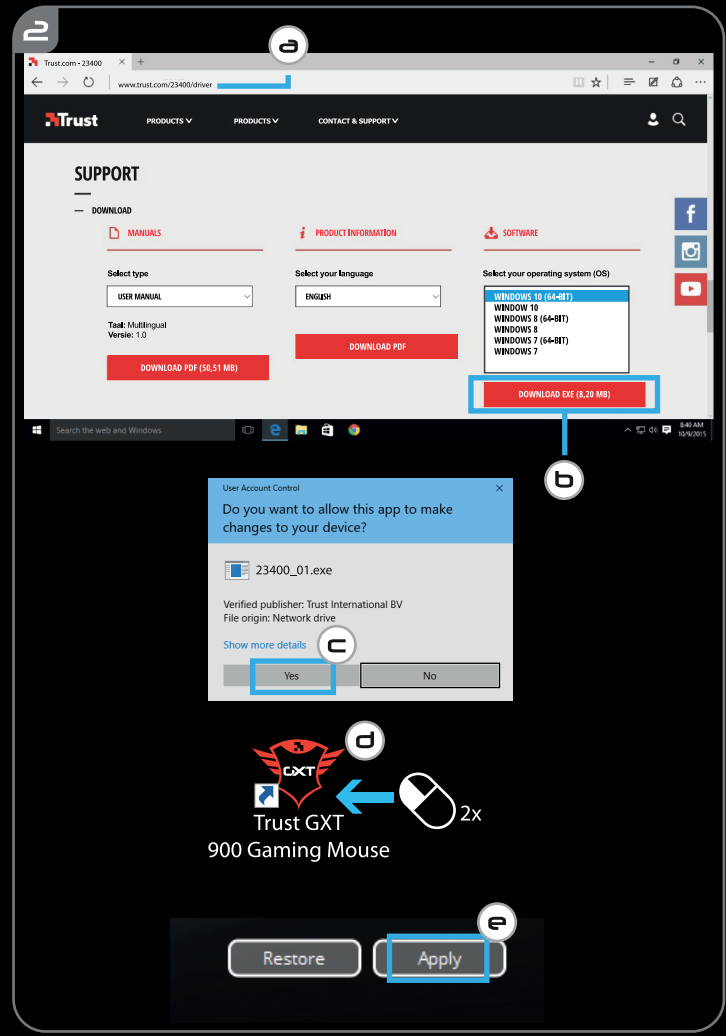 2
a
Trust.com - 23400
www.trust.com/23400/driver
Trust PRODUCTS PRODUCTS CONTACT & SUPPORT
SUPPORT
DOWNLOAD
MANUALS
Select type
USER MANUAL
Taal: Multilingual
Versie: 1.0
DOWNLOAD PDF (50,51 MB)
PRODUCT INFORMATION
Select your language
ENGLISH
DOWNLOAD PDF
SOFTWARE
Select your operating system (OS)
WINDOWS 10 (64-BIT)
WINDOW 10
WINDOWS 8 (64-BIT)
WINDOWS 8
WINDOWS 7 (64-BIT)
WINDOWS 7
DOWNLOAD EXE (8,20 MB)
f
Search the web and Windows
8:40 AM
10/9/2015
b
User Account Control
Do you want to allow this app to make
changes to your device?
23400_01.exe
Verified publisher: Trust International BV
File origin: Network drive
Show more details
c
Yes No
d
GXT
2x
Trust GXT
900 Gaming Mouse
e
Restore Apply